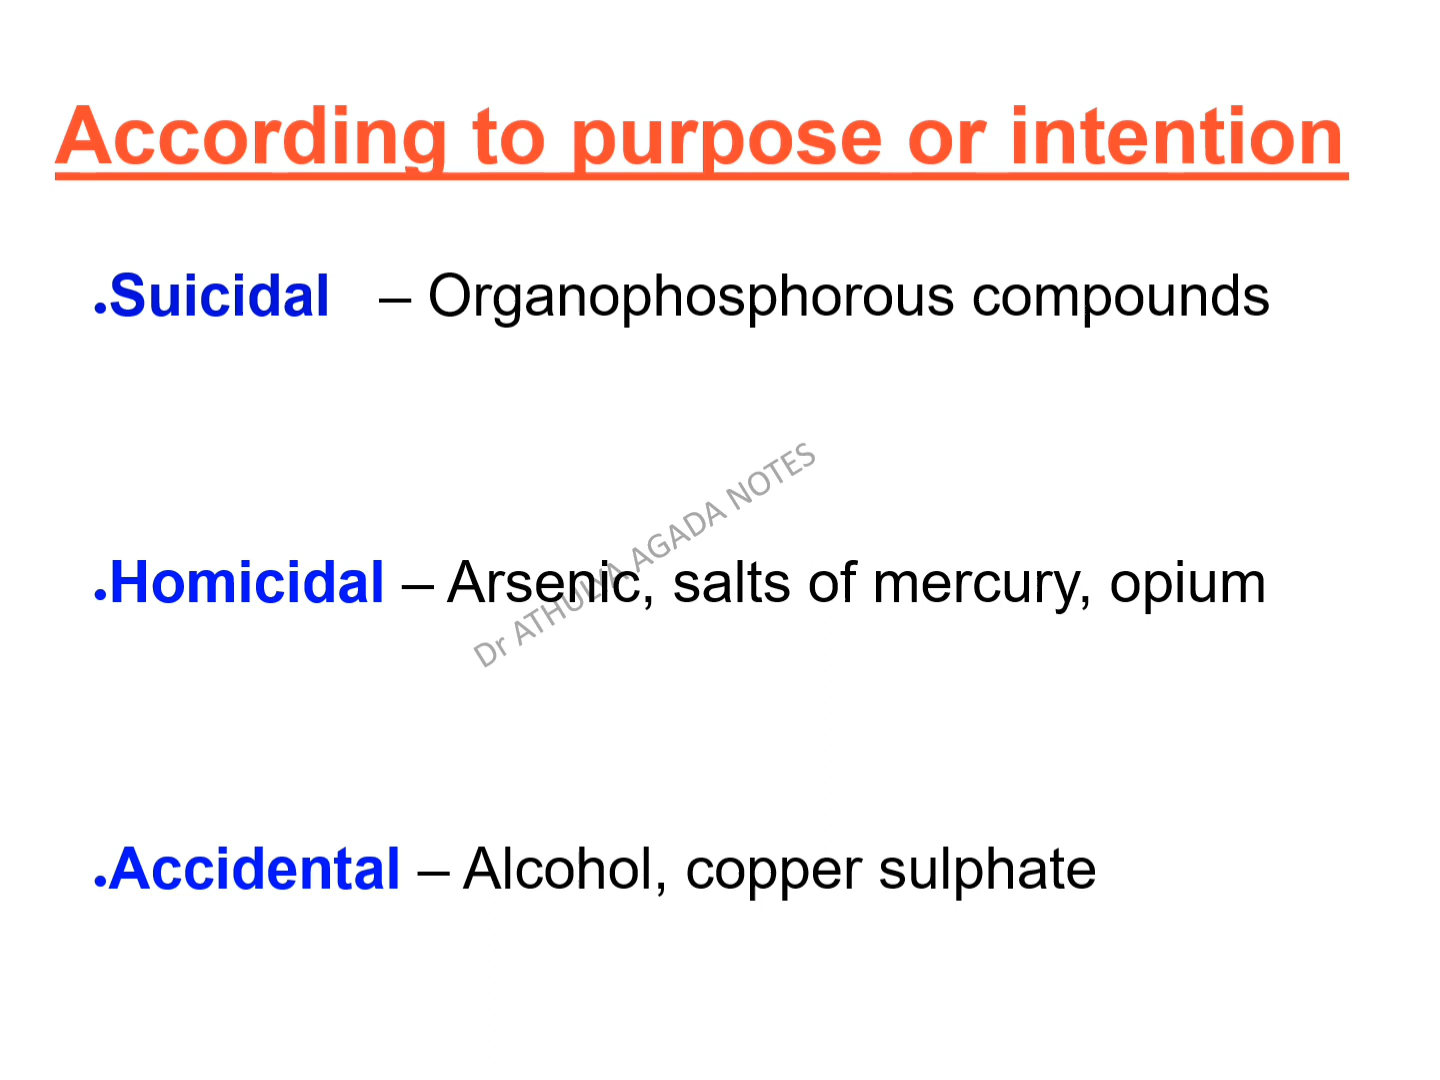 According to purpose or intention
•Suicidal – Organophosphorous compounds
•Homicidal – Arsenic, salts of mercury, opium
Dr ATHULYA AGADA NOTES
•Accidental – Alcohol, copper sulphate